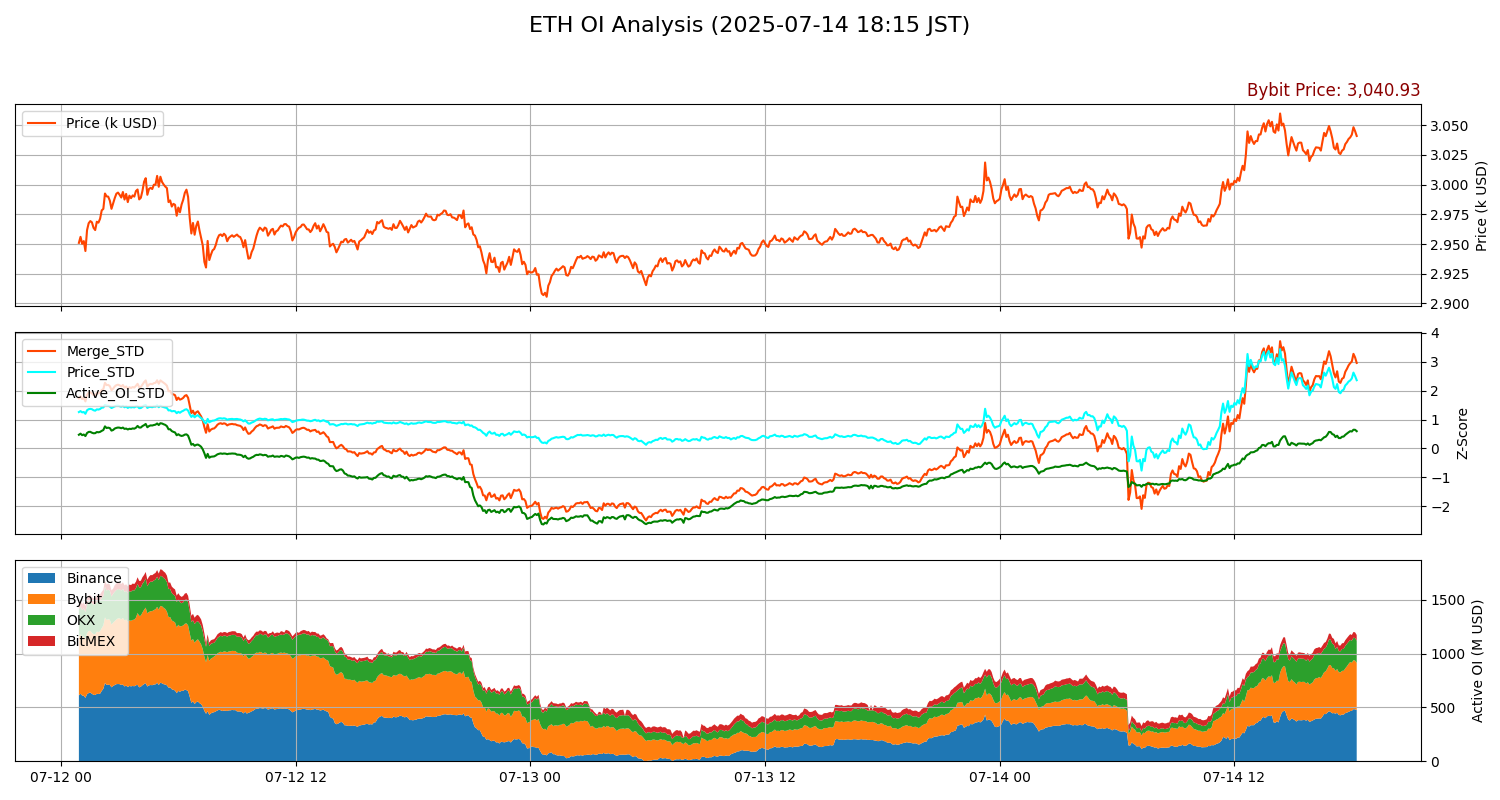 ETH OI Analysis (2025-07-14 18:15 JST)
Bybit Price: 3,040.93
Price (k USD)
3.050
3.025
3.000
2.975
2.950
2.925
2.900
Price (k USD)
Merge_STD
Price_STD
Active_OI_STD
4
3
2
1
0
−1
−2
Z-Score
Binance
Bybit
OKX
BitMEX
1500
1000
500
0
Active OI (M USD)
07-12 00
07-12 12
07-13 00
07-13 12
07-14 00
07-14 12